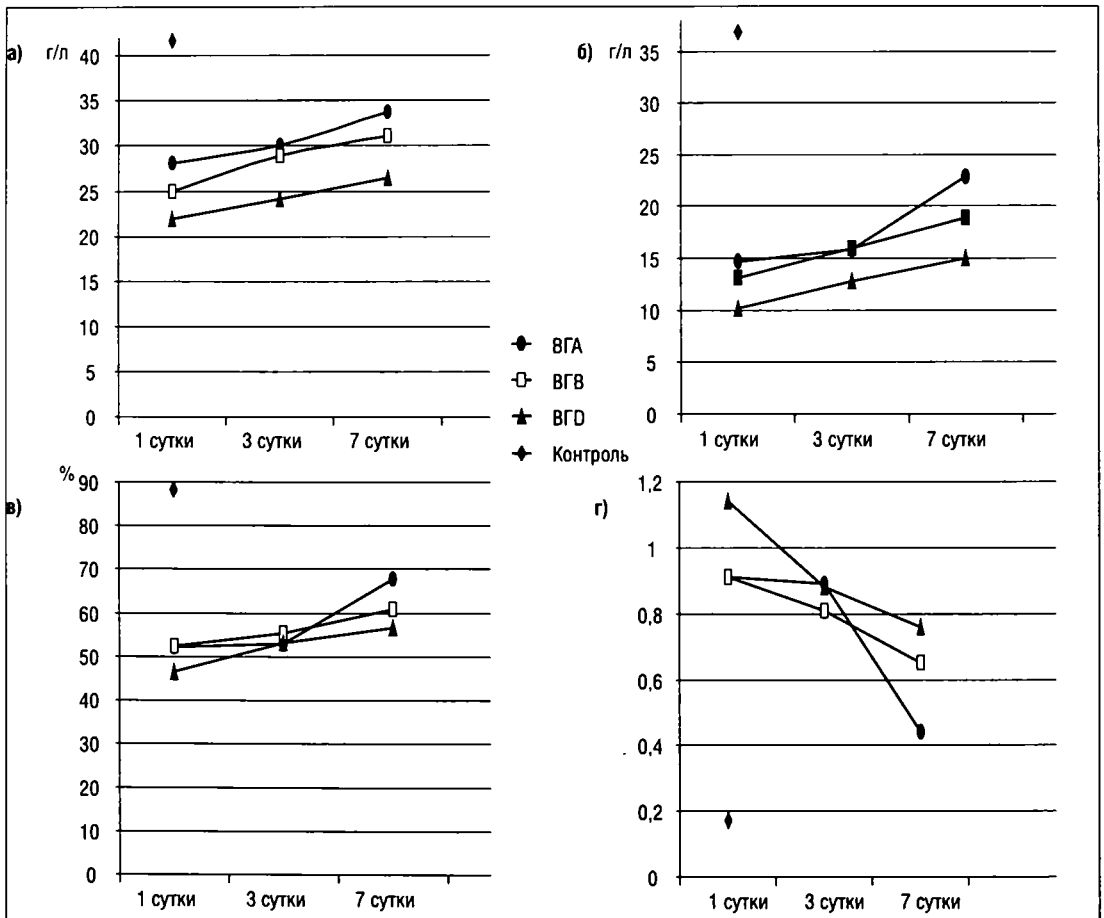 а) г/л
40
35
30
25
20
15
10
5
0
1 сутки 3 сутки 7 сутки
б) г/л
35
30
25
20
15
10
5
0
1 сутки 3 сутки 7 сутки
ВГА
ВГВ
ВГD
Контроль
в) %
90
80
70
60
50
40
30
20
10
0
1 сутки 3 сутки 7 сутки
г)
1,2
1
0,8
0,6
0,4
0,2
0
1 сутки 3 сутки 7 сутки